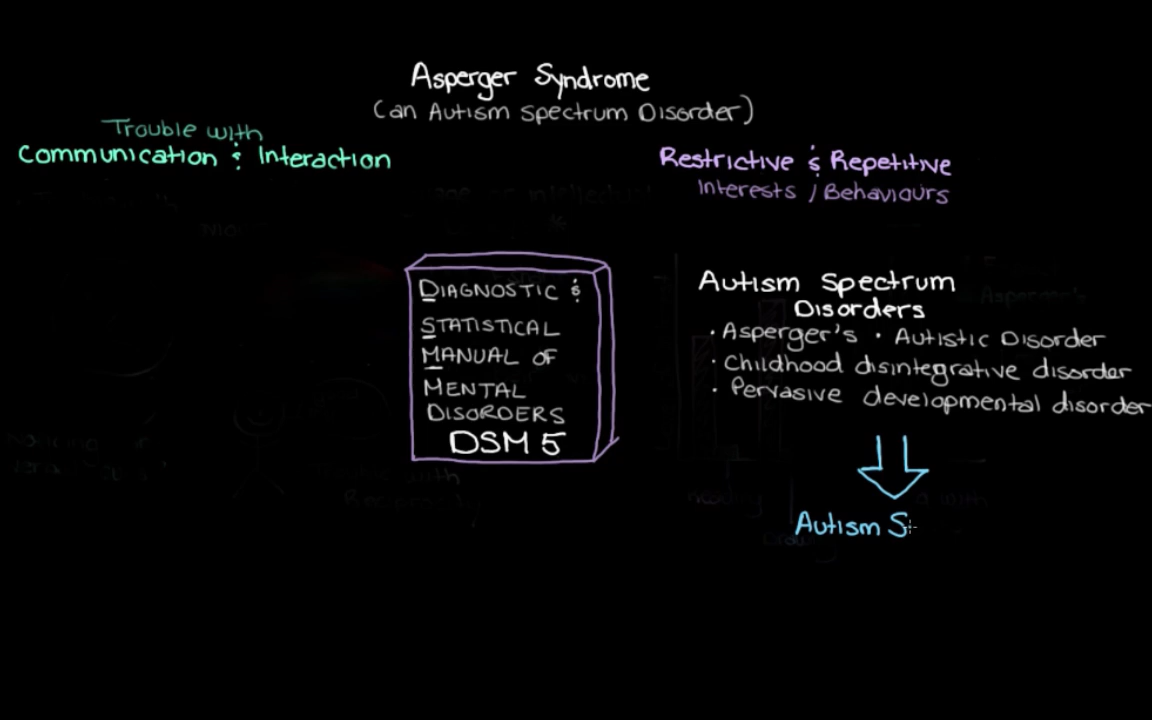 Asperger Syndrome
(an Autism Spectrum Disorder)
Trouble with
Communication & Interaction
Restrictive & Repetitive
Interests / Behaviours
DIAGNOSTIC &
STATISTICAL
MANUAL OF
MENTAL
DISORDERS
DSM 5
Autism Spectrum
Disorders
· Asperger's · Autistic Disorder
· Childhood disintegrative disorder
· Pervasive developmental disorder
Autism S